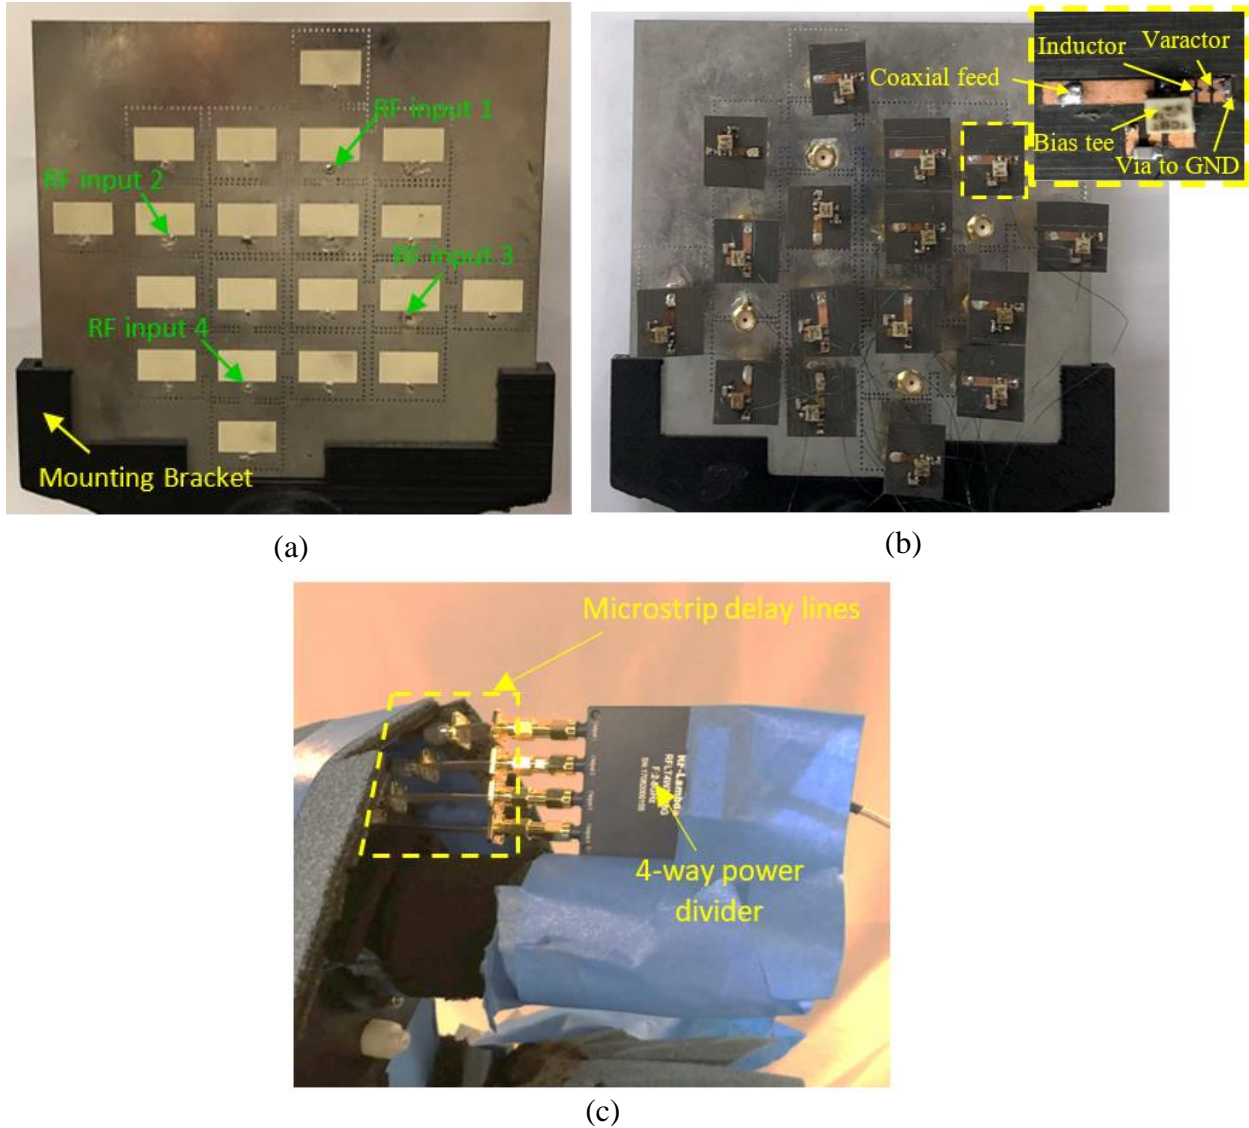 RF input 1
RF input 2
RF input 3
RF input 4
Mounting Bracket
(a)
Inductor
Varactor
Coaxial feed
Bias tee
Via to GND
(b)
Microstrip delay lines
RF-Lambda
4-way power
divider
(c)